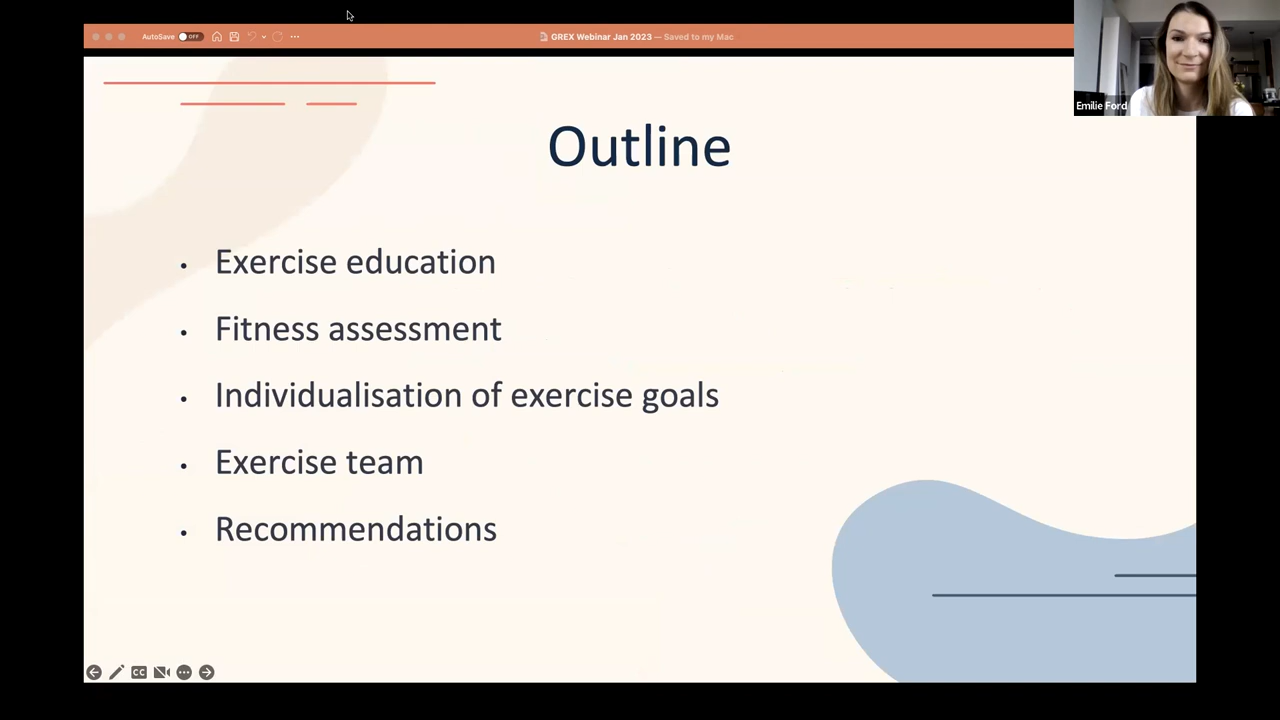 AutoSave OFF
GREX Webinar Jan 2023 — Saved to my Mac
Emilie Ford
Outline
• Exercise education
• Fitness assessment
• Individualisation of exercise goals
• Exercise team
• Recommendations
CC